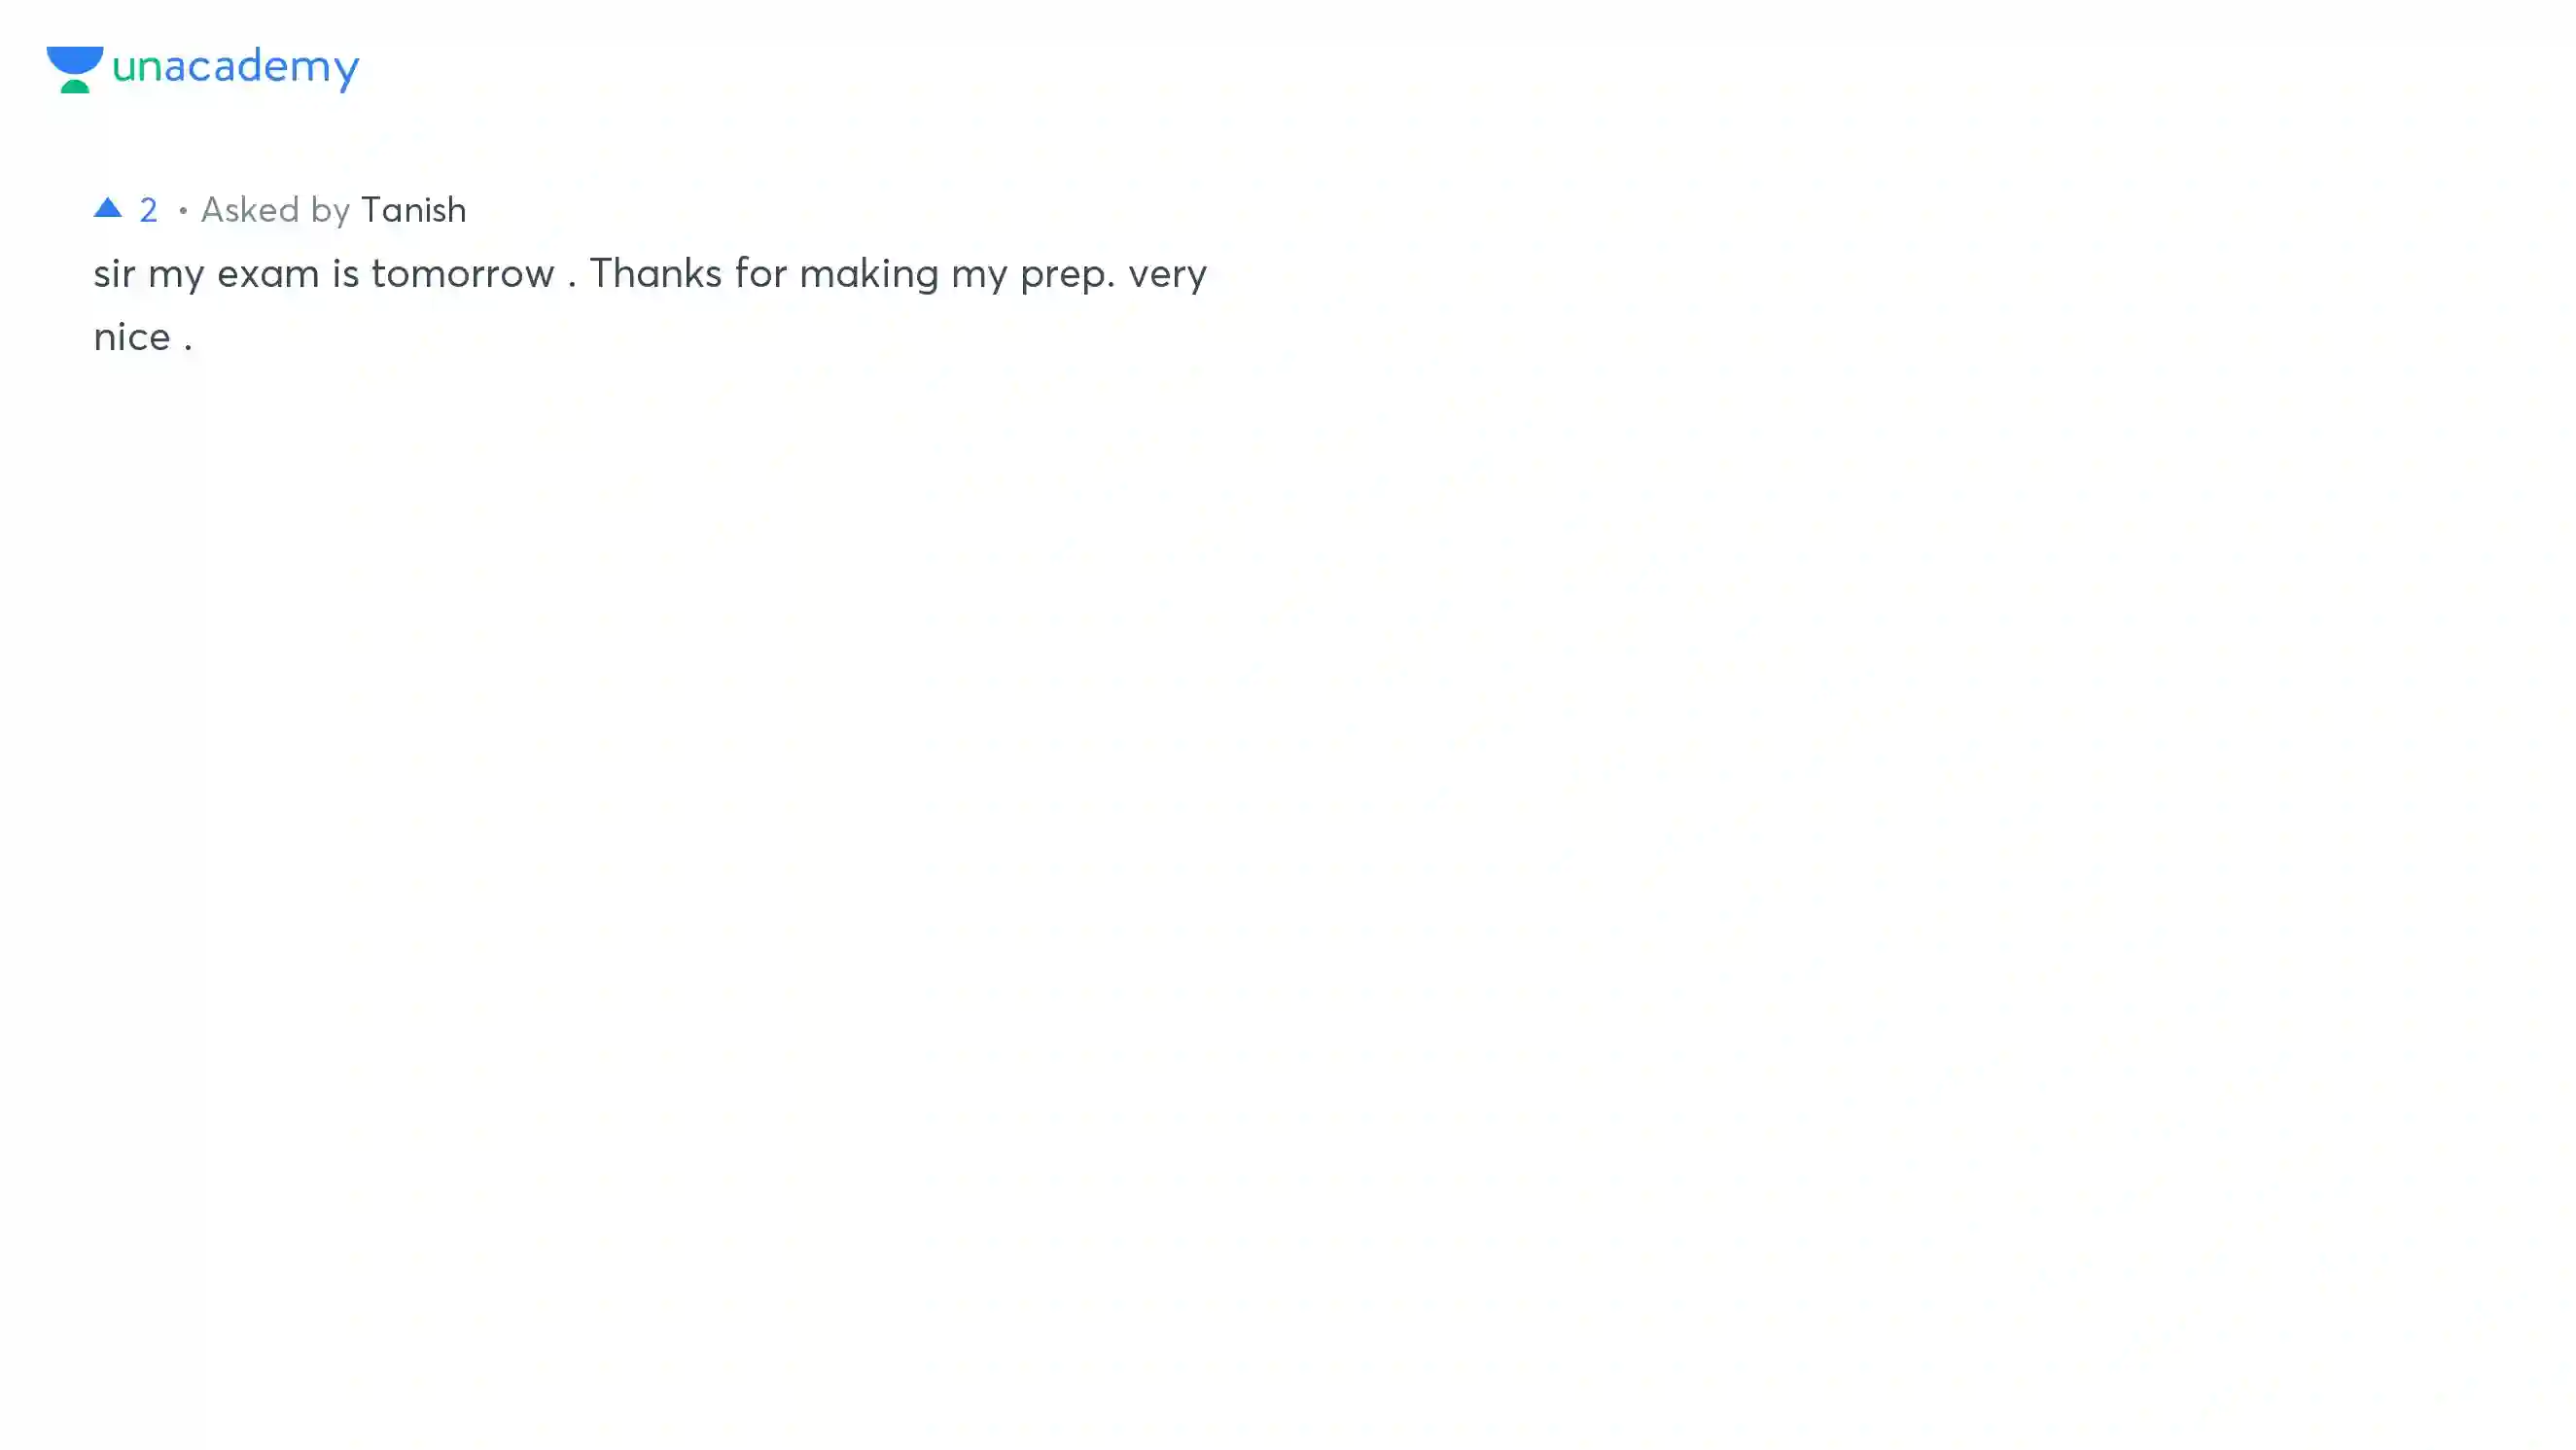 unacademy
▲ 2 • Asked by Tanish
sir my exam is tomorrow . Thanks for making my prep. very
nice .